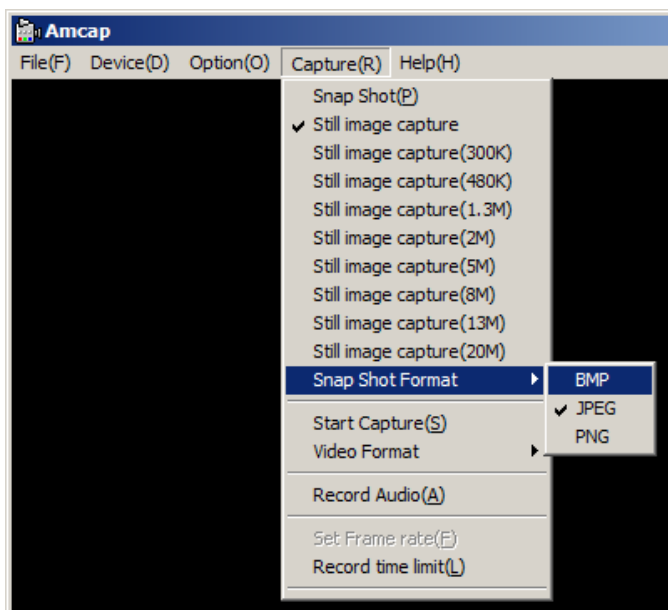 Amcap
File(F) Device(D) Option(O) Capture(R) Help(H)
Snap Shot(P)
Still image capture
Still image capture(300K)
Still image capture(480K)
Still image capture(1.3M)
Still image capture(2M)
Still image capture(5M)
Still image capture(8M)
Still image capture(13M)
Still image capture(20M)
Snap Shot Format
BMP
JPEG
PNG
Start Capture(S)
Video Format
Record Audio(A)
Set Frame rate(F)
Record time limit(L)